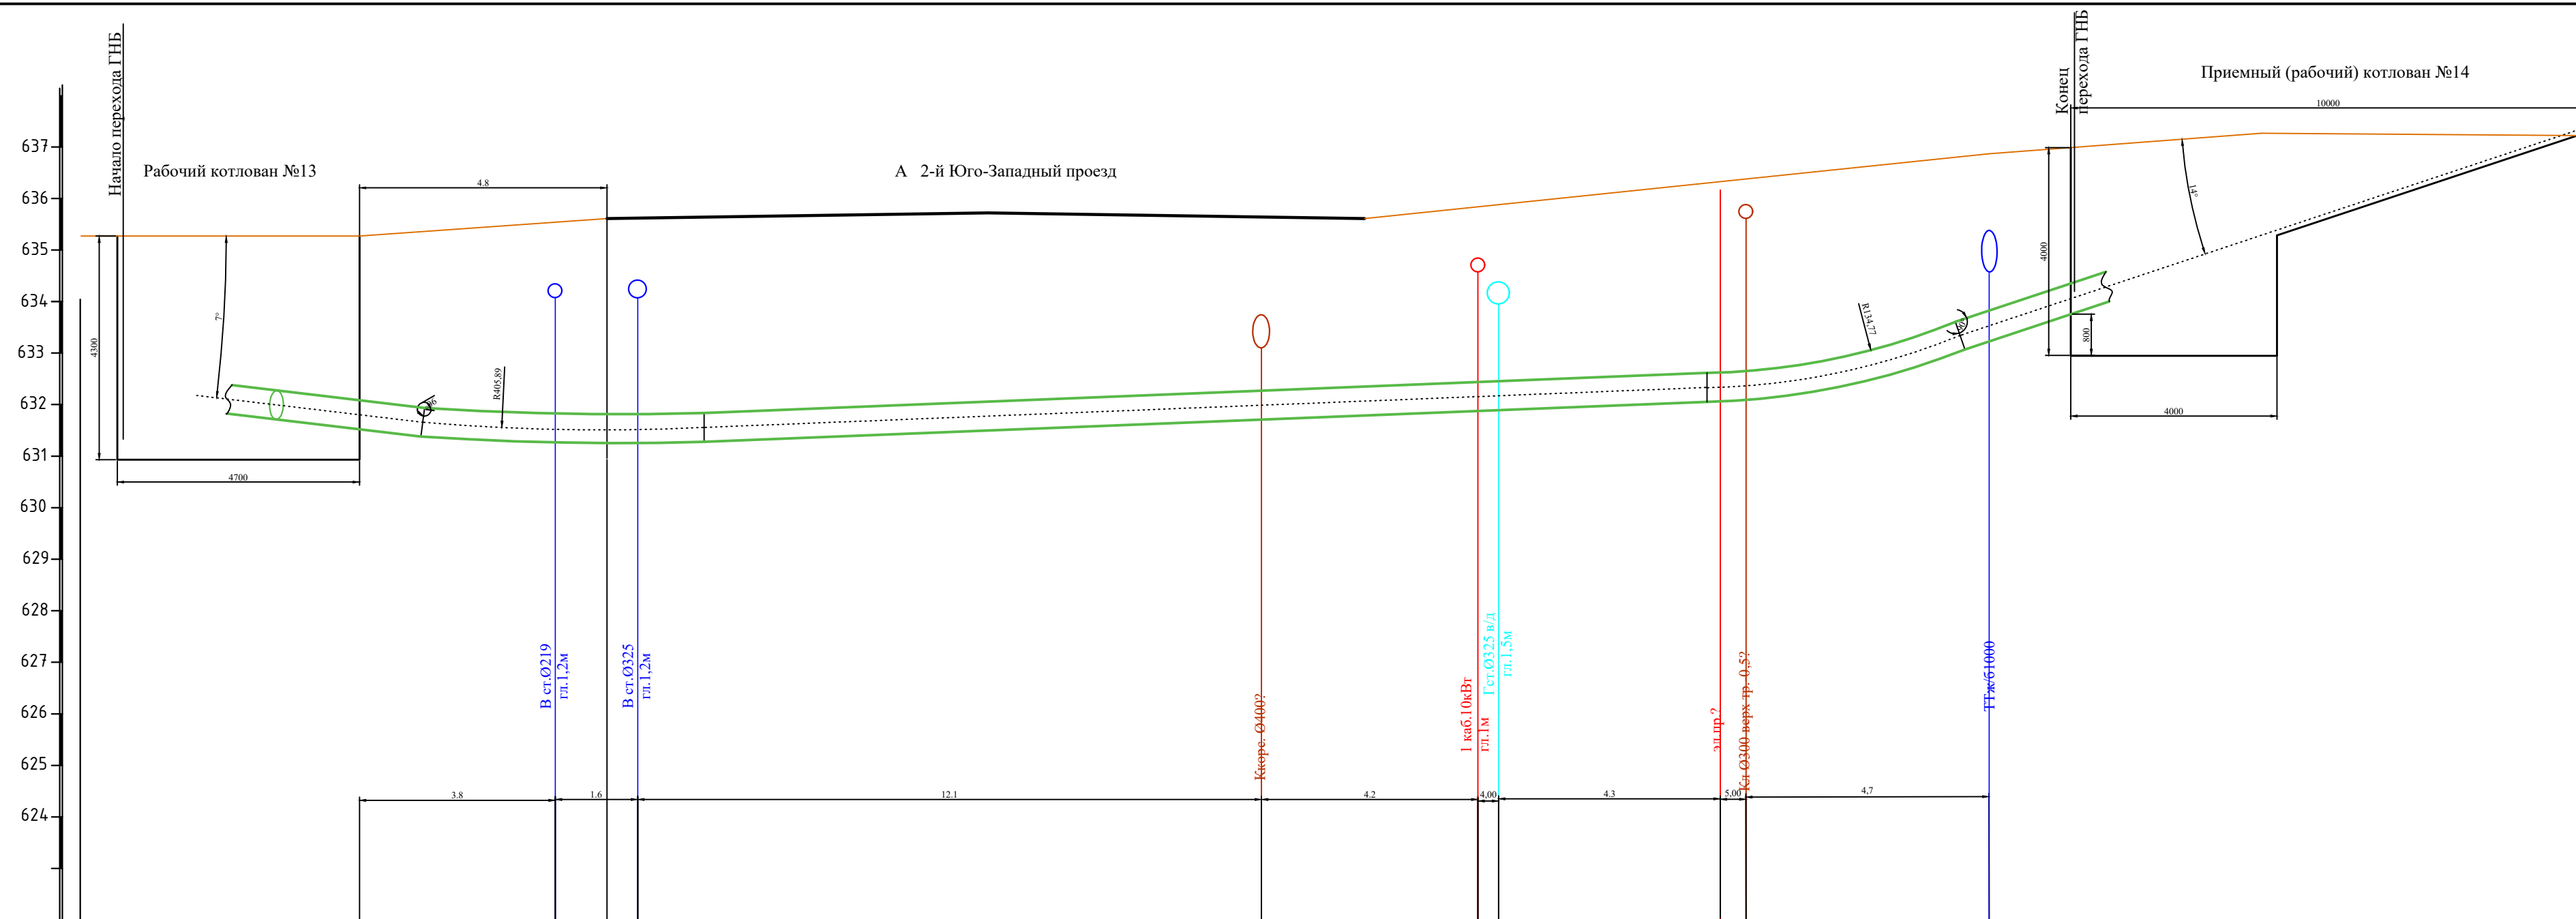 Начало перехода ГНБ
Конец
перехода ГНБ
Приемный (рабочий) котлован №14
10000
637
Рабочий котлован №13
А 2-й Юго-Западный проезд
4.8
14°
636
635
4000
634
7°
4300
R134,77
633
800
R405,89
632
4000
631
4700
630
629
628
В ст.Ø219
гл.1,2м
В ст.Ø325
гл.1,2м
Гст.Ø325 в/д
гл.1,5м
627
ТТж/б1000
626
Ккорс. Ø400?
1 каб.10кВт
гл.1м
эл.пр.?
Кл Ø300 верх тр. 0,5?
625
3.8
1.6
12.1
4.2
4,00
4.3
5,00
4,7
624